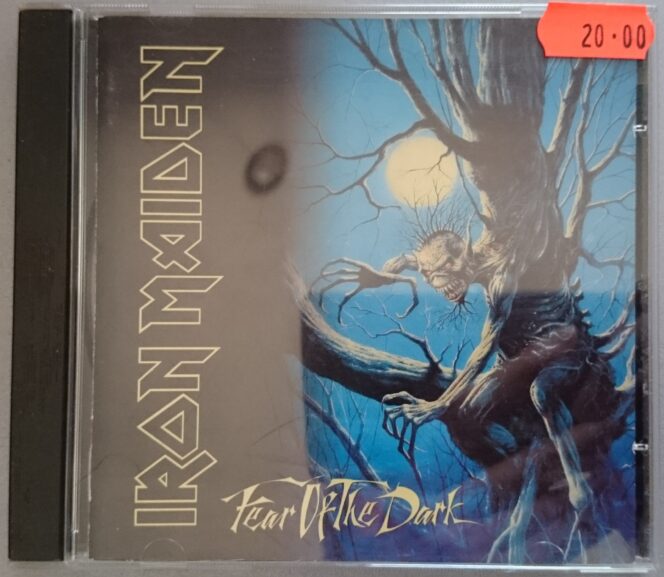 IRON MAIDEN
20.00
Fear Of The Dark